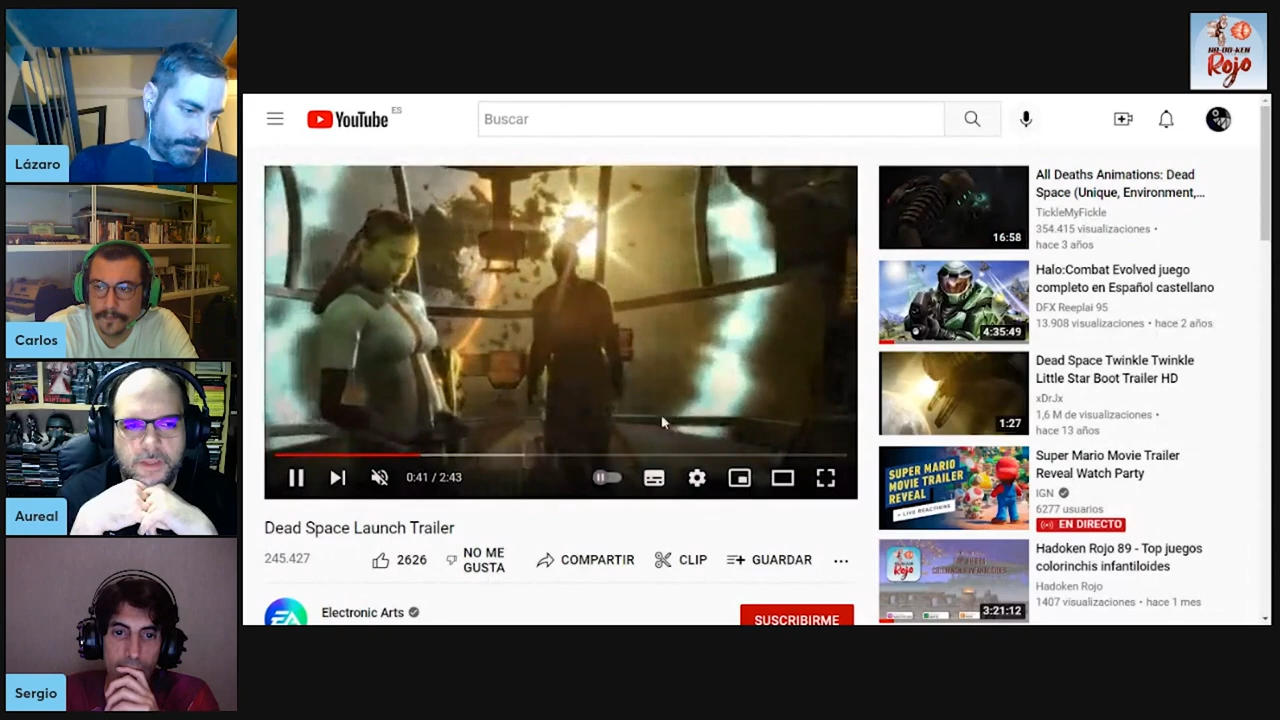 Lázaro
Carlos
Aureal
Sergio
HA-DO-KEN
Rojo
YouTube ES
Buscar
0:41 / 2:43
Dead Space Launch Trailer
245.427
2626
NO ME
GUSTA
COMPARTIR
CLIP
GUARDAR
Electronic Arts
SUSCRIBIRME
16:58
All Deaths Animations: Dead
Space (Unique, Environment,...
TickleMyFickle
354.415 visualizaciones •
hace 3 años
4:35:49
Halo:Combat Evolved juego
completo en Español castellano
DFX Reeplai 95
13.908 visualizaciones • hace 2 años
1:27
Dead Space Twinkle Twinkle
Little Star Boot Trailer HD
xDrJx
1,6 M de visualizaciones •
hace 13 años
SUPER MARIO
MOVIE TRAILER
REVEAL
+ LIVE REACTIONS
Super Mario Movie Trailer
Reveal Watch Party
IGN
6277 usuarios
EN DIRECTO
Rojo
3:21:12
Hadoken Rojo 89 - Top juegos
colorinchis infantiloides
Hadoken Rojo
1407 visualizaciones • hace 1 mes